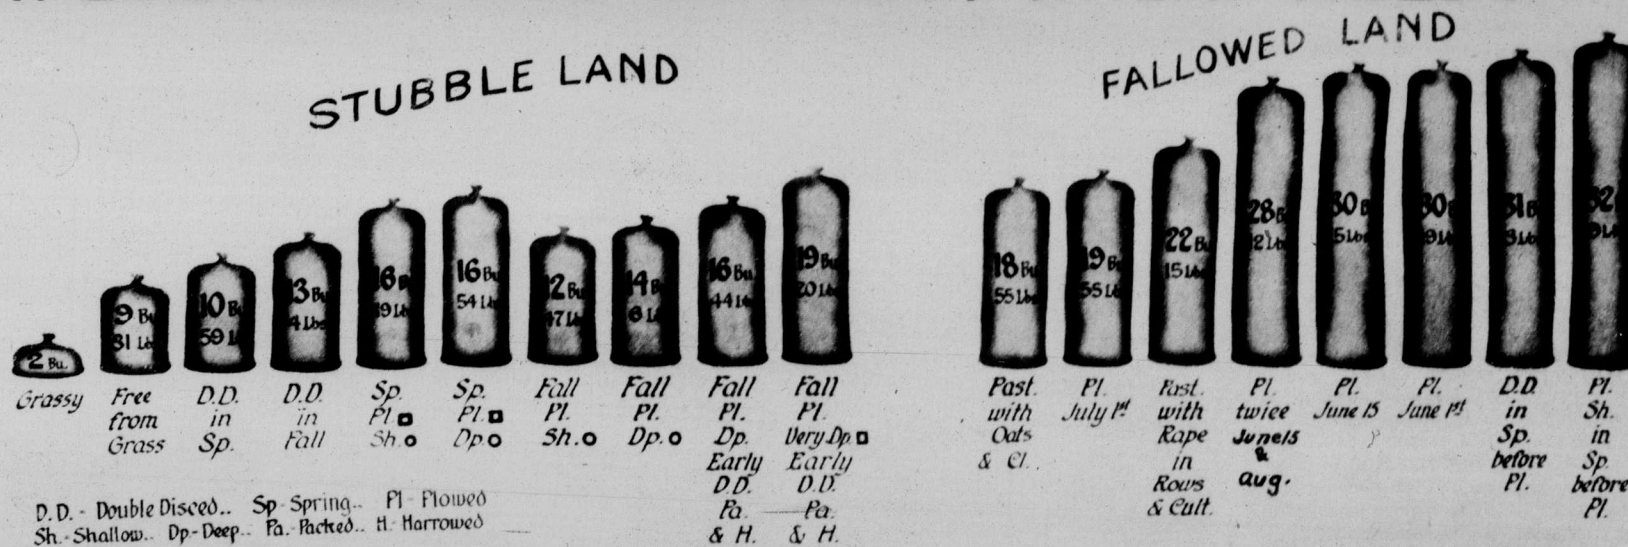 STUBBLE LAND
FALLOWED LAND
2 Bu.
Grassy
9 Bu
31 Lb
Free
from
Grass
10 B
59 L
D.D.
in
Sp.
13 Bu
4 Lbs
D.D.
in
Fall
16 B
19 Lb
Sp.
Pl.
Sh.
16 Bu
54 Lb
Sp.
Pl.
Dp.
12 Bu
47 Lb
Fall
Pl.
Sh.
14 B
6 L
Fall
Pl.
Dp.
16 Bu
44 Lb
Fall
Pl.
Dp.
Early
D.D.
Pa.
& H.
19 Bu
20 Lb
Fall
Pl.
Very Dp.
Early
D.D.
Pa.
& H.
18 Bu
55 Lbs
Past.
with
Oats
& Cl..
19 Bu
55 Lb
Pl.
July 1st
22 Bu
15 Lbs
Past.
with
Rape
in
Rows
& Cult.
28 B
2 Lb
Pl.
twice
June 15
&
aug.
30 B
5 Lbs
Pl.
June 15
30 B
9 Lb
Pl.
June 1st
31 B
3 Lb
D.D.
in
Sp.
before
Pl.
32
9 L
Pl.
Sh.
in
Sp.
before
Pl.
D.D. - Double Disced.. Sp - Spring.. Pl - Plowed
Sh. - Shallow.. Dp - Deep.. Pa. - Packed.. H. - Harrowed